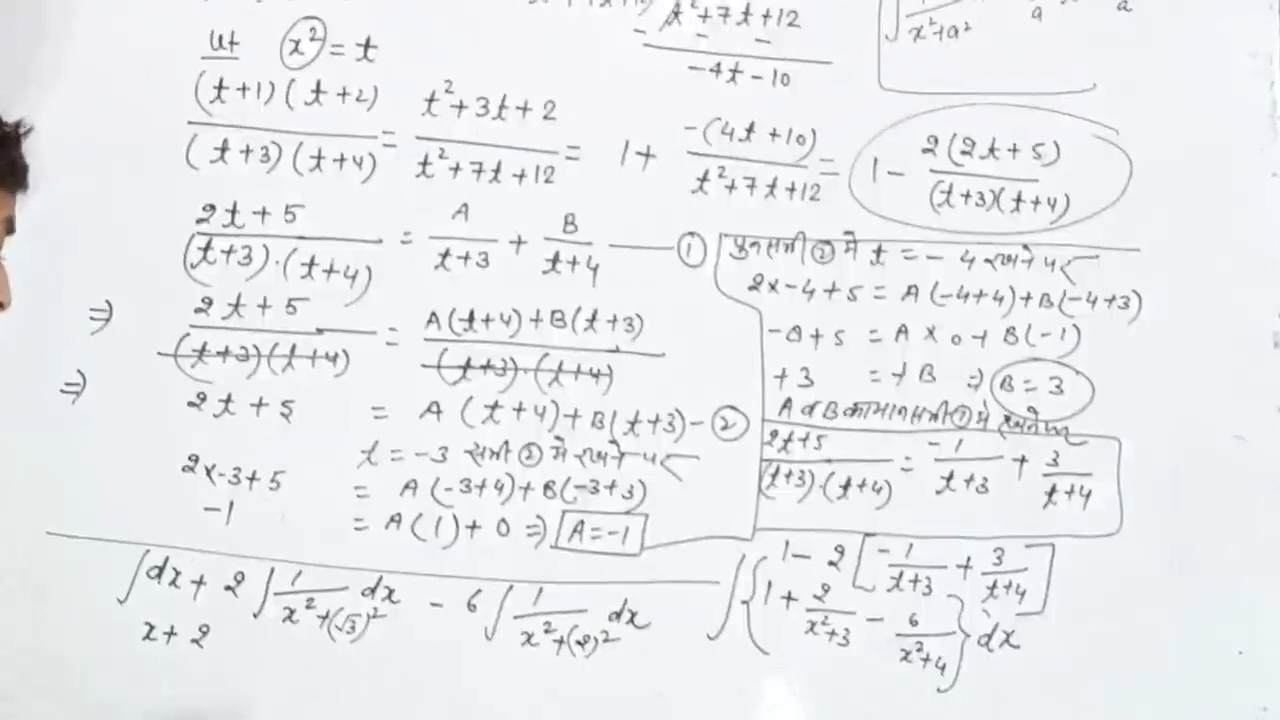 t²+7t+12
- - -
-4t-10
1/x²+a²
a
a
Let x² = t
(t+1)(t+2)/(t+3)(t+4) = t²+3t+2/t²+7t+12 = 1+ -(4t+10)/t²+7t+12 = 1 - 2(2t+5)/(t+3)(t+4)
2t+5/(t+3)·(t+4) = A/t+3 + B/t+4 — ①
⇒ 2t+5/(t+3)(t+4) = A(t+4)+B(t+3)/(t+3)·(t+4)
⇒ 2t+5 = A(t+4)+B(t+3) - ②
t = -3 समी ② मे रखने पर
2x-3+5 = A(-3+4)+B(-3+3)
-1 = A(1)+0 ⇒ A=-1
पुन समी ② मे t = -4 रखने पर
2x-4+5 = A(-4+4)+B(-4+3)
-8+5 = A×0+B(-1)
+3 = +B ⇒ B=3
A व B का मान समी ① मे रखने पर
2t+5/(t+3)·(t+4) = -1/t+3 + 3/t+4
1-2[-1/t+3 + 3/t+4]
∫{1+2/x²+3 - 6/x²+4}dx
∫dx+2∫1/x²+(√3)² dx - 6∫1/x²+(2)² dx
x+2